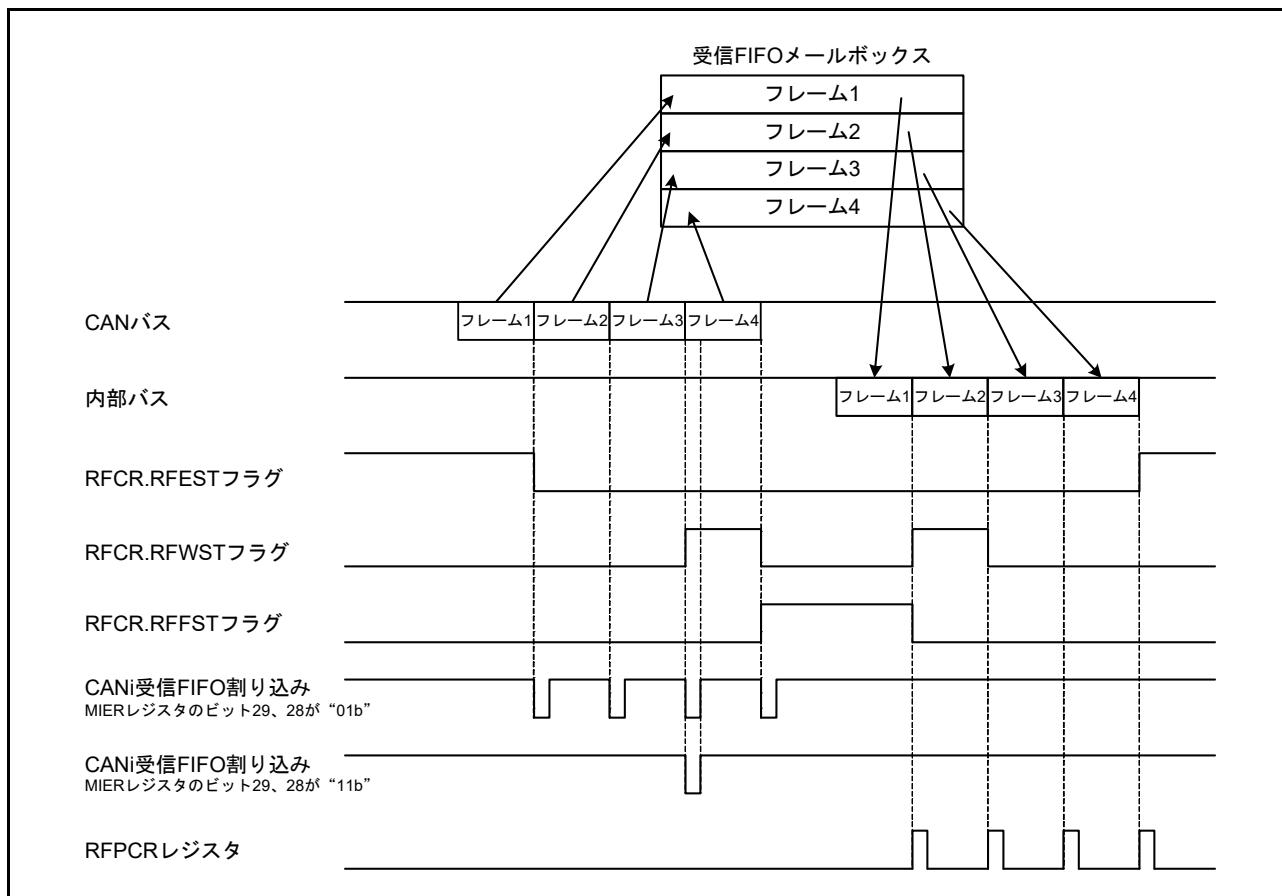 受信FIFOメールボックス
フレーム1
フレーム2
フレーム3
フレーム4
CANバス
フレーム1 フレーム2 フレーム3 フレーム4
内部バス
フレーム1 フレーム2 フレーム3 フレーム4
RFCR.RFESTフラグ
RFCR.RFWSTフラグ
RFCR.RFFSTフラグ
CANi受信FIFO割り込み
MIERレジスタのビット29、28が“01b”
CANi受信FIFO割り込み
MIERレジスタのビット29、28が“11b”
RFPCRレジスタ